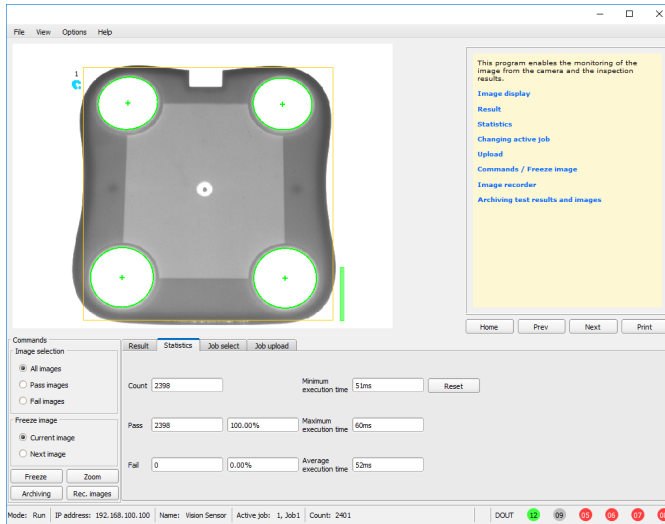 File View Options Help
1
This program enables the monitoring of the
image from the camera and the inspection
results.
Image display
Result
Statistics
Changing active job
Upload
Commands / Freeze image
Image recorder
Archiving test results and images
Home Prev Next Print
Commands
Image selection
All images
Pass images
Fail images
Freeze image
Current image
Next image
Freeze Zoom
Archiving Rec. images
Result Statistics Job select Job upload
Count 2398 Minimum execution time 51ms Reset
Pass 2398 100.00% Maximum execution time 60ms
Fail 0 0.00% Average execution time 52ms
Mode: Run IP address: 192.168.100.100 Name: Vision Sensor Active job: 1, Job1 Count: 2401 DOUT 12 09 05 06 07 08